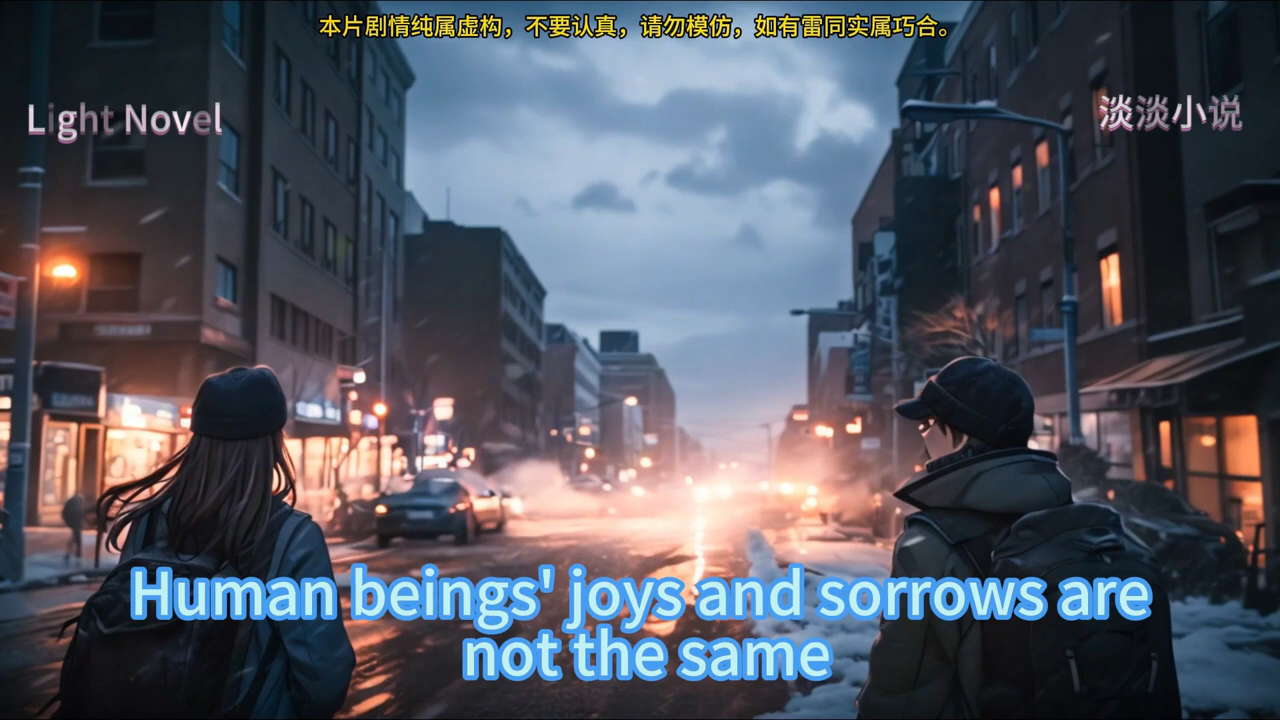 本片剧情纯属虚构，不要认真，请勿模仿，如有雷同实属巧合。
Light Novel
淡淡小说
Human beings' joys and sorrows are
not the same